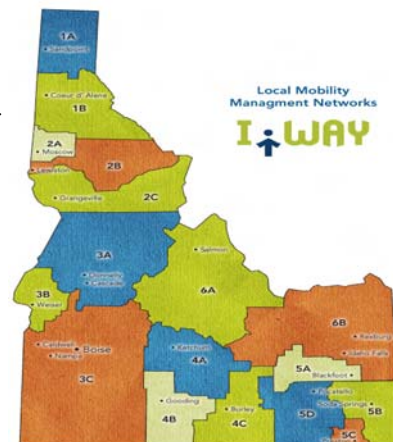 1A
Sandpoint
Coeur d' Alene
1B
Local Mobility
Managment Networks
I WAY
2A
Moscow
2B
Lewiston
Grangeville
2C
3A
Donnelly
Cascade
Salmon
6A
3B
Weiser
6B
Rexburg
Idaho Falls
Caldwell
Nampa
Boise
Ketchum
4A
5A
Blackfoot
3C
Gooding
4B
Burley
4C
Pocatello
Soda Springs
5D
5B
5C